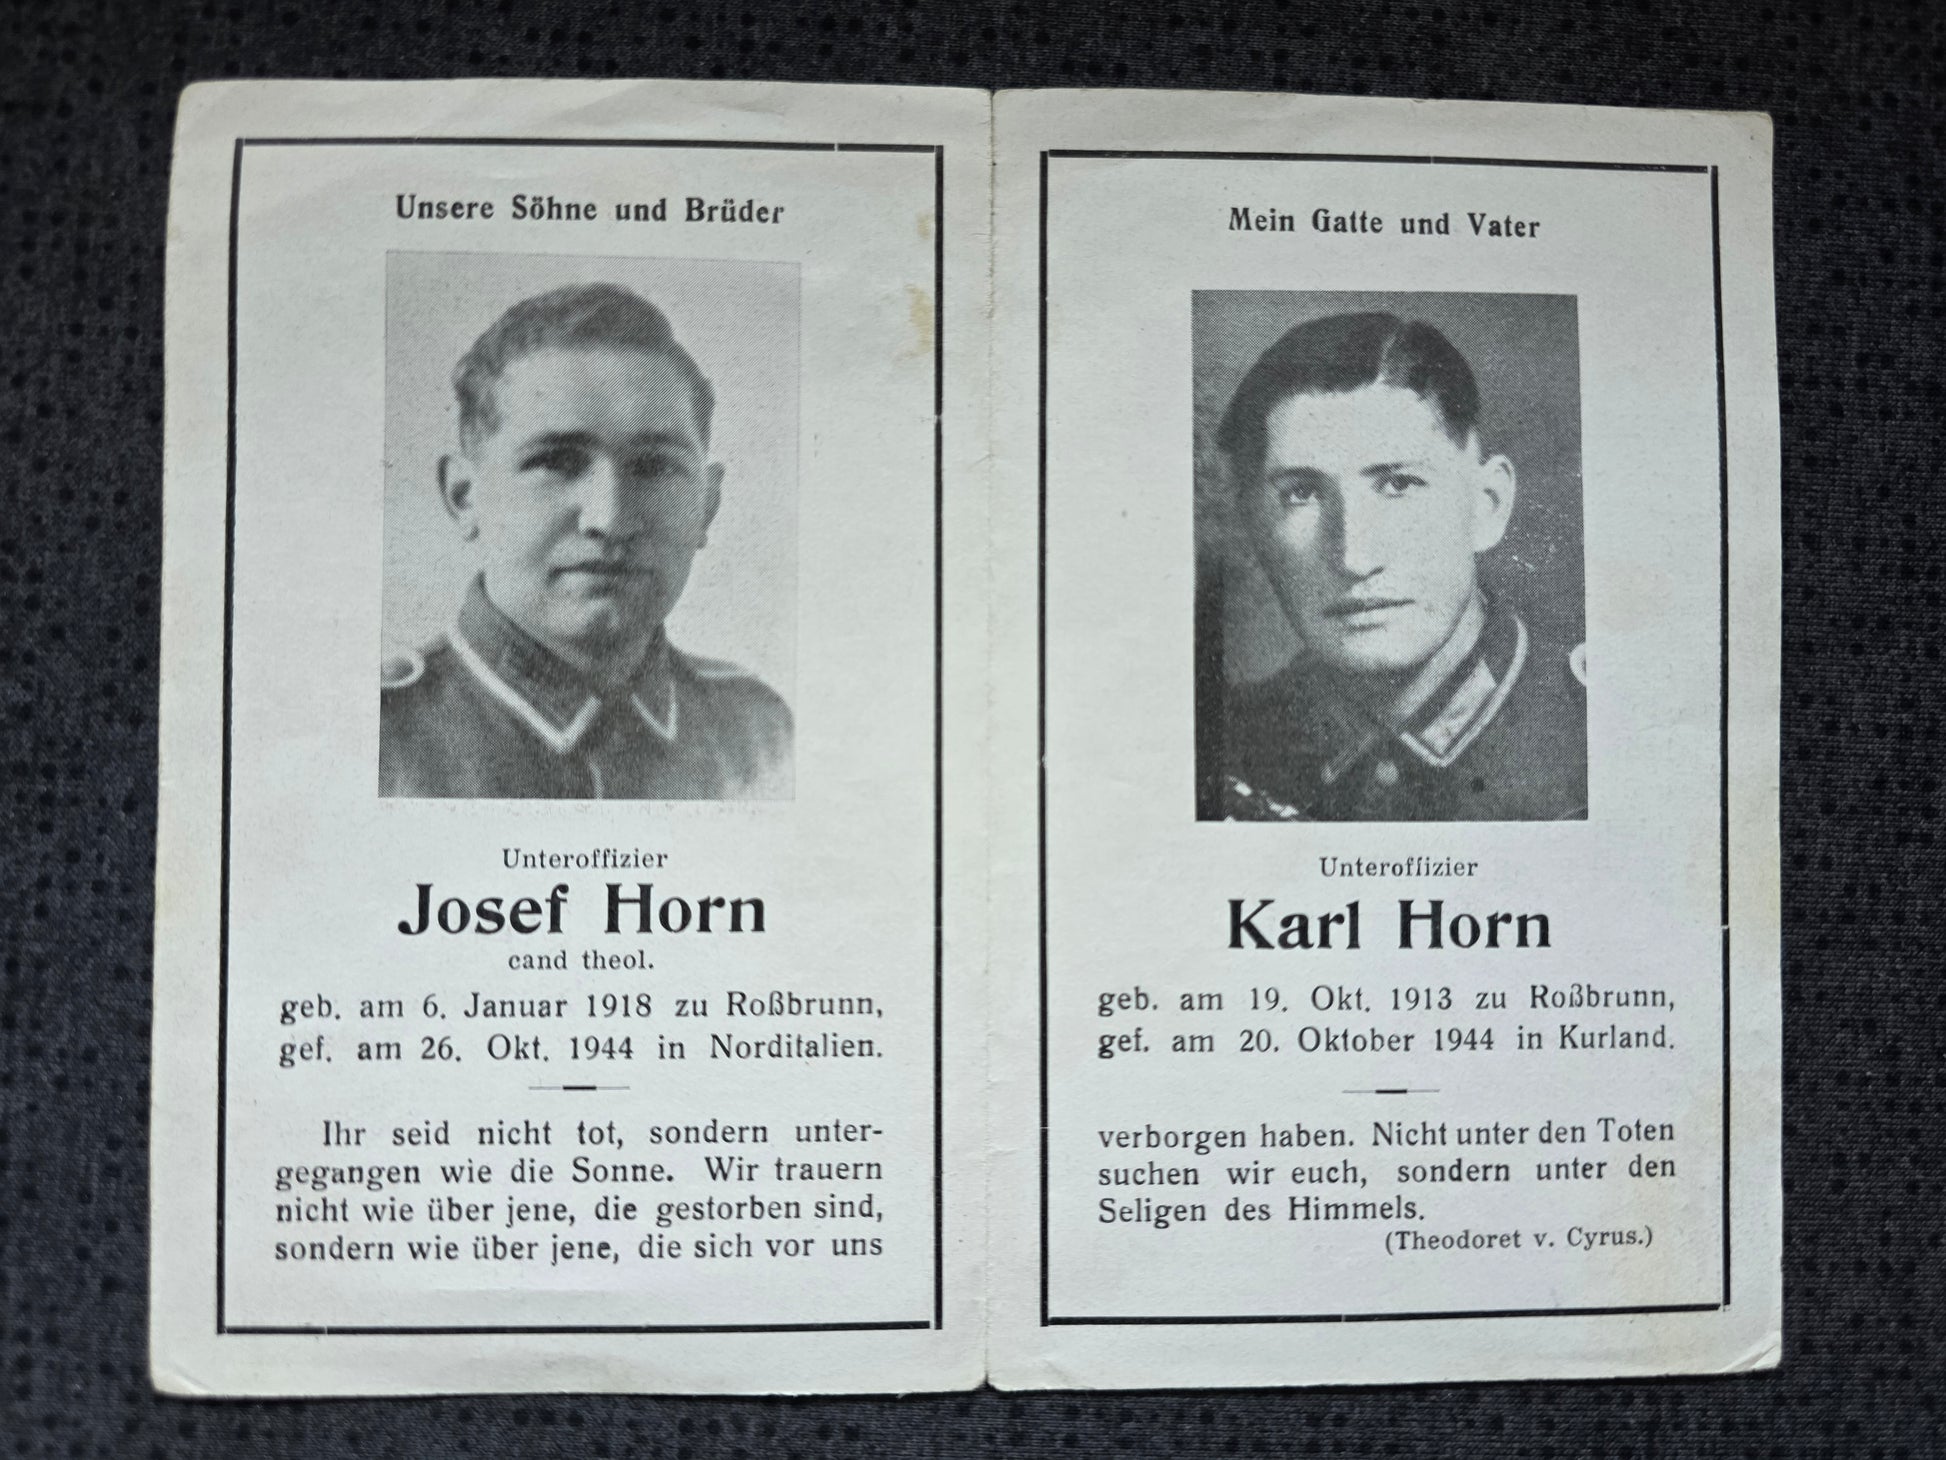 Unsere Söhne und Brüder
Unteroffizier
Josef Horn
cand theol.
geb. am 6. Januar 1918 zu Roßbrunn,
gef. am 26. Okt. 1944 in Norditalien.
Ihr seid nicht tot, sondern unter-
gegangen wie die Sonne. Wir trauern
nicht wie über jene, die gestorben sind,
sondern wie über jene, die sich vor uns
Mein Gatte und Vater
Unteroffizier
Karl Horn
geb. am 19. Okt. 1913 zu Roßbrunn,
gef. am 20. Oktober 1944 in Kurland.
verborgen haben. Nicht unter den Toten
suchen wir euch, sondern unter den
Seligen des Himmels.
(Theodoret v. Cyrus.)